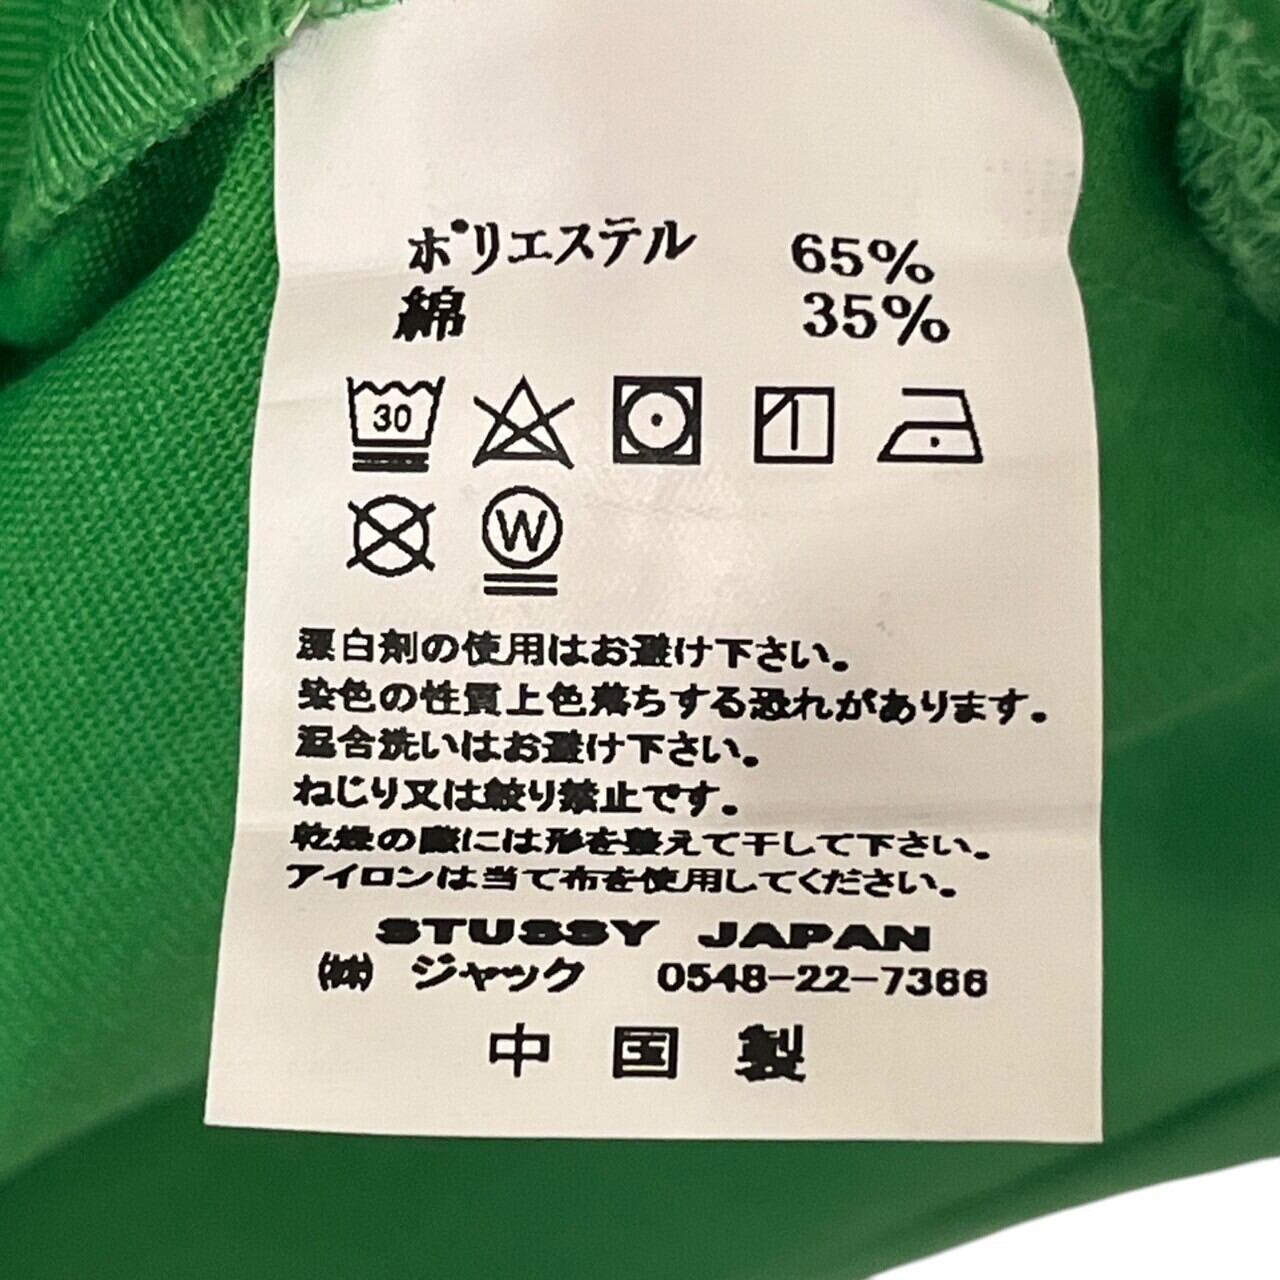 ポリエステル 65%
綿 35%
30
W
漂白剤の使用はお避け下さい。
染色の性質上色落ちする恐れがあります。
混合洗いはお避け下さい。
ねじり又は絞り禁止です。
乾燥の際には形を整えて干して下さい。
アイロンは当て布を使用してください。
STUSSY JAPAN
(株) ジャック 0548-22-7366
中国製